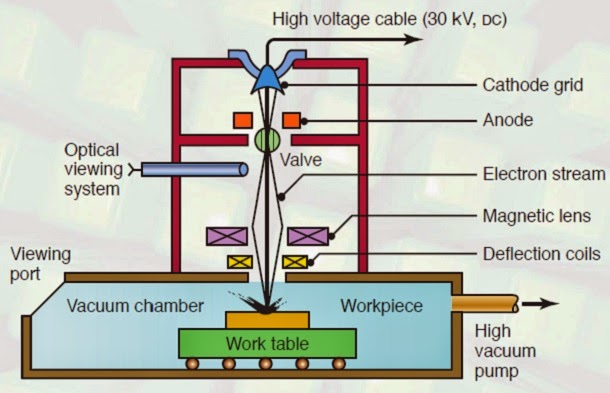 High voltage cable (30 kV, DC)
Cathode grid
Anode
Optical
viewing
system
Valve
Electron stream
Magnetic lens
Deflection coils
Viewing
port
Vacuum chamber
Workpiece
Work table
High
vacuum
pump